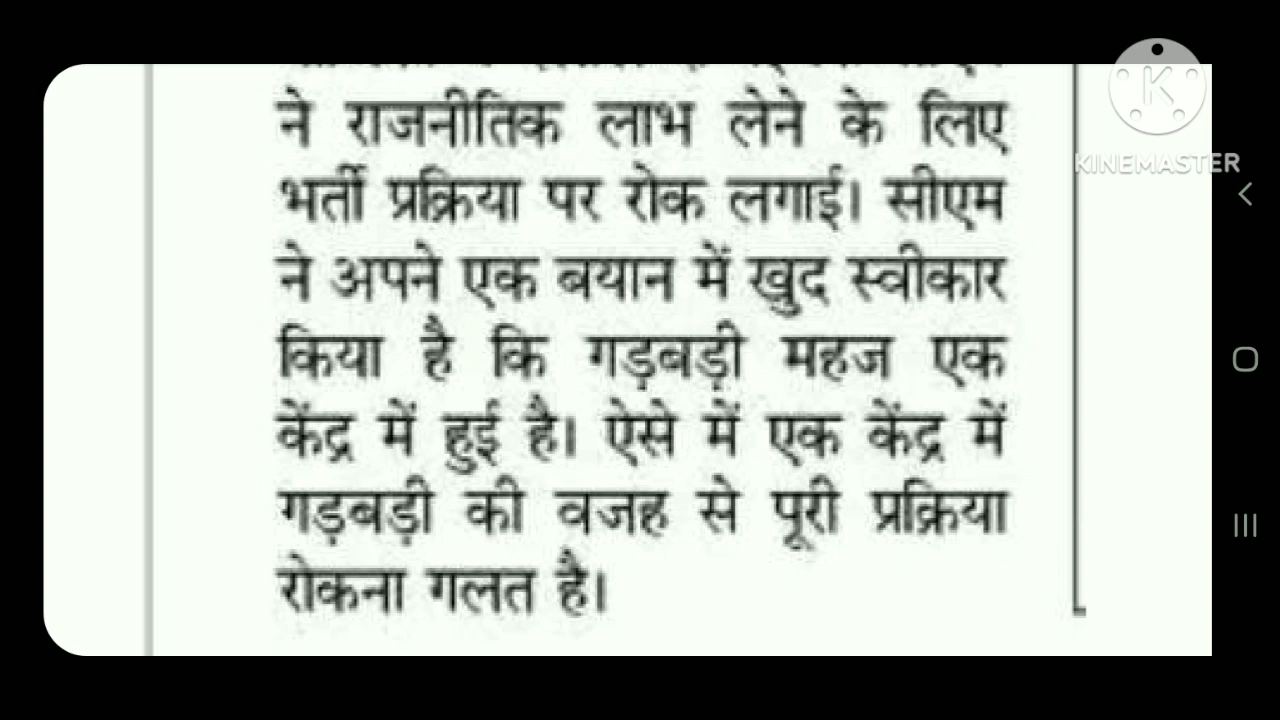 ने राजनीतिक लाभ लेने के लिए
भर्ती प्रक्रिया पर रोक लगाई। सीएम
ने अपने एक बयान में खुद स्वीकार
किया है कि गड़बड़ी महज एक
केंद्र में हुई है। ऐसे में एक केंद्र में
गड़बड़ी की वजह से पूरी प्रक्रिया
रोकना गलत है।
K
KINEMASTER